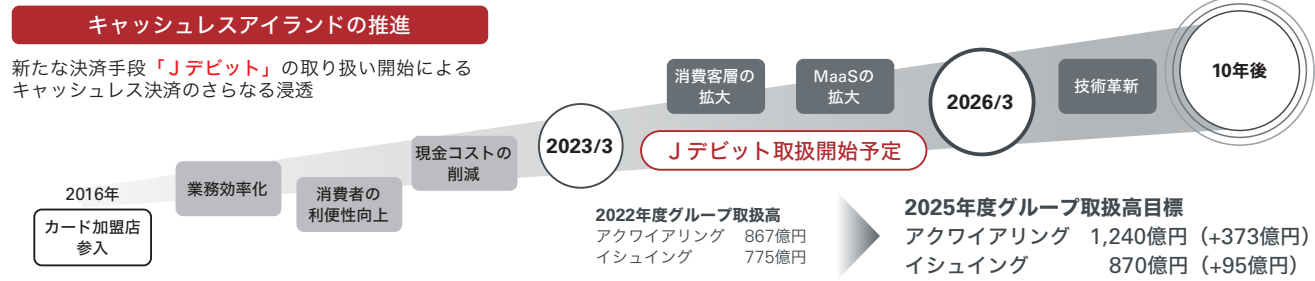 キャッシュレスアイランドの推進
新たな決済手段「Jデビット」の取り扱い開始による
キャッシュレス決済のさらなる浸透
2016年
カード加盟店
参入
業務効率化
消費者の
利便性向上
現金コストの
削減
2023/3
消費客層の
拡大
MaaSの
拡大
Jデビット取扱開始予定
2026/3
技術革新
10年後
2022年度グループ取扱高
アクワイアリング 867億円
イシュイング 775億円
2025年度グループ取扱高目標
アクワイアリング 1,240億円(+373億円)
イシュイング 870億円(+95億円)